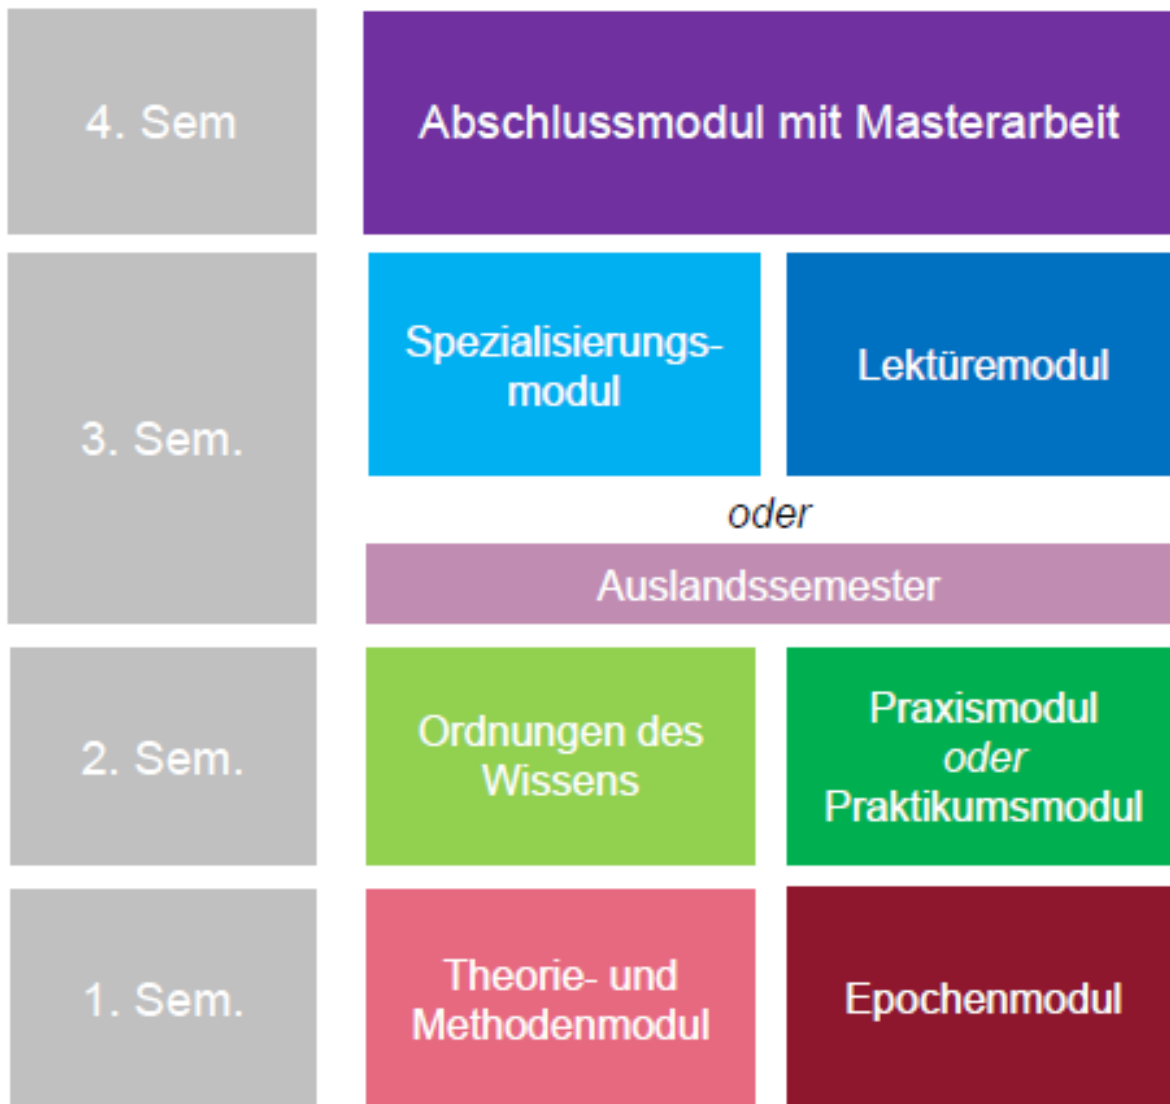 4. Sem
Abschlussmodul mit Masterarbeit
3. Sem.
Spezialisierungs-
modul
Lektüremodul
oder
Auslandssemester
2. Sem.
Ordnungen des
Wissens
Praxismodul
oder
Praktikumsmodul
1. Sem.
Theorie- und
Methodenmodul
Epochenmodul